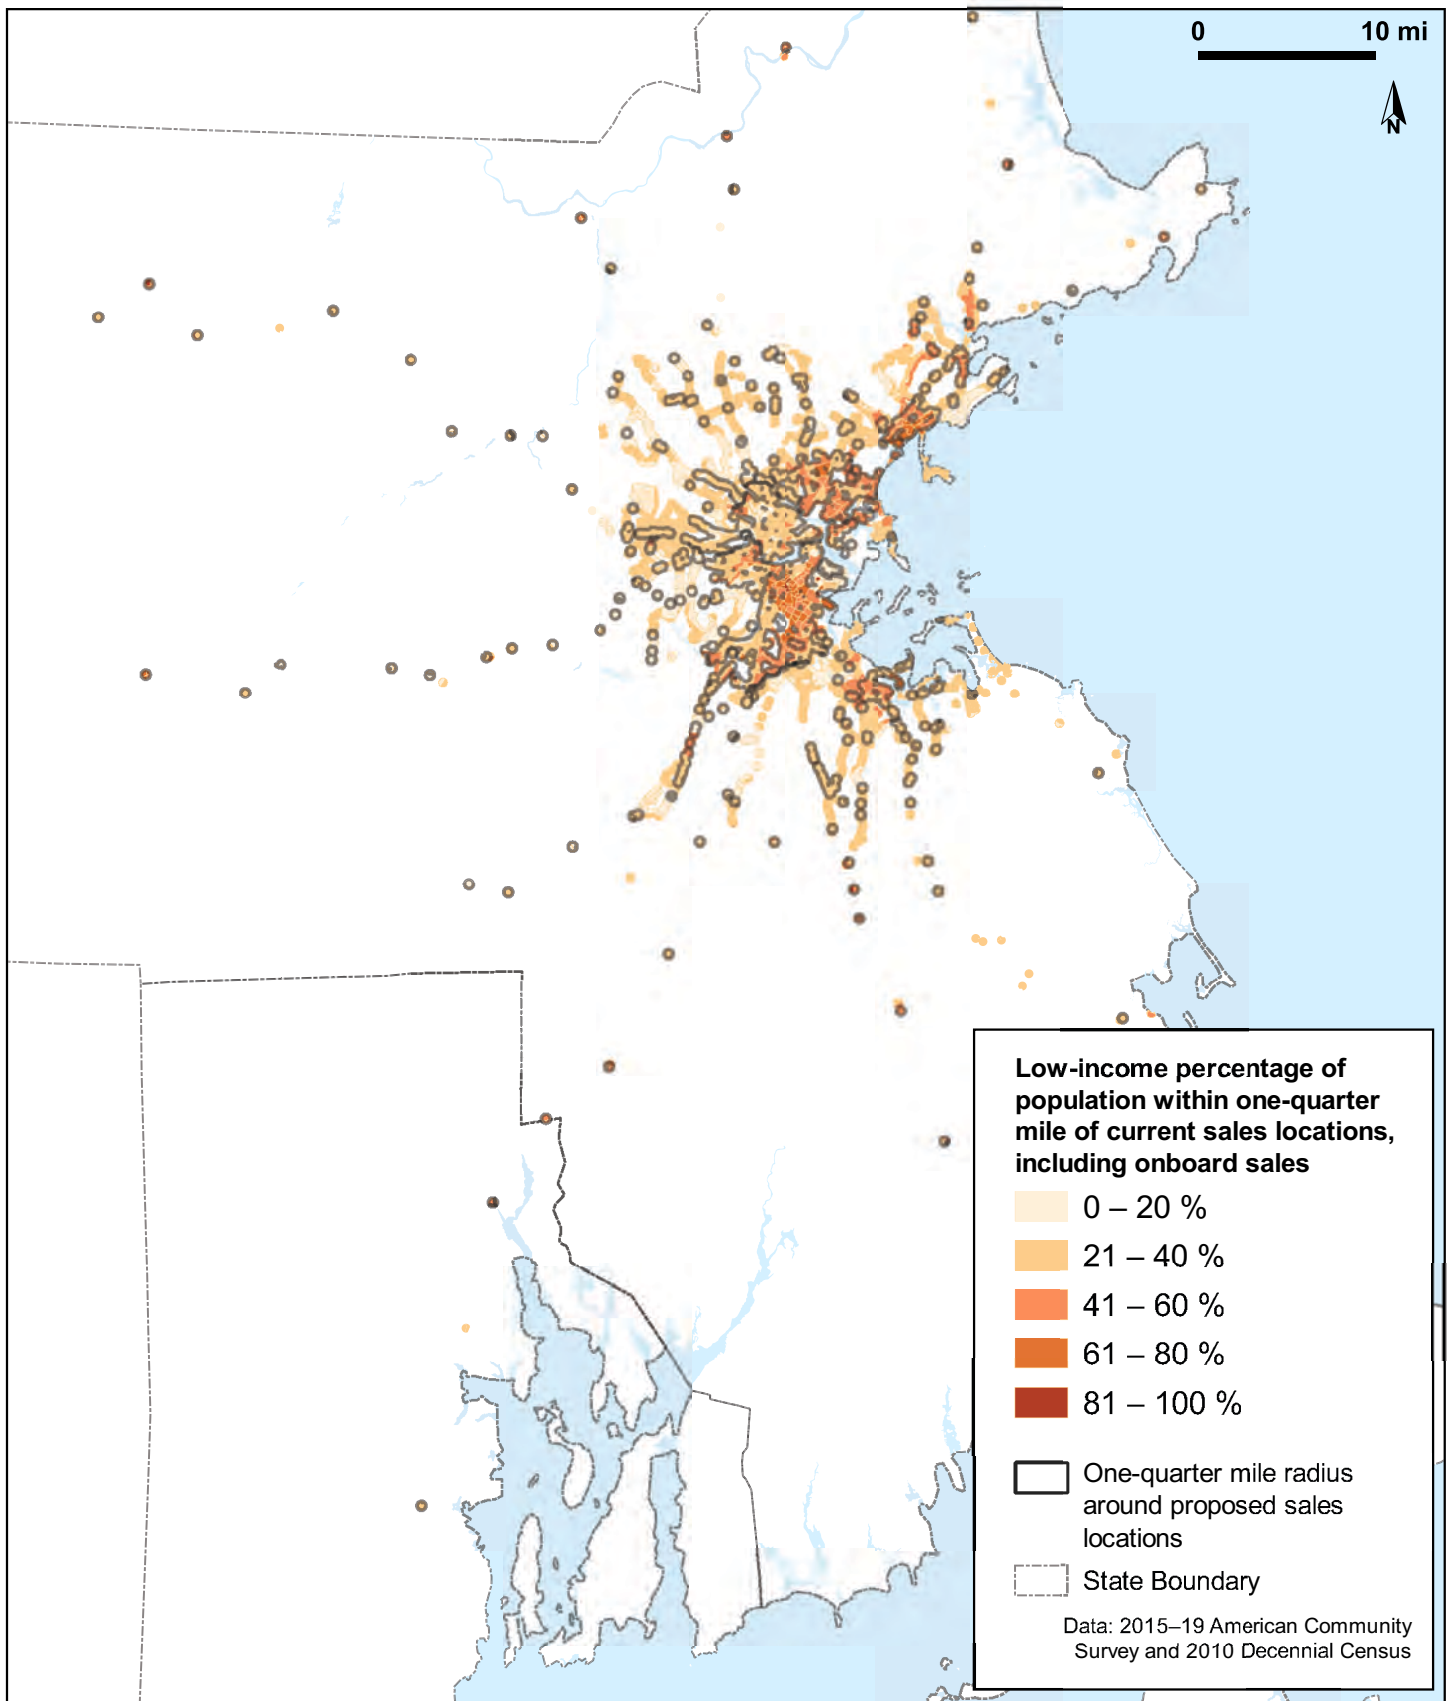 0 10 mi
N
Low-income percentage of
population within one-quarter
mile of current sales locations,
including onboard sales
0 – 20 %
21 – 40 %
41 – 60 %
61 – 80 %
81 – 100 %
One-quarter mile radius
around proposed sales
locations
State Boundary
Data: 2015–19 American Community
Survey and 2010 Decennial Census